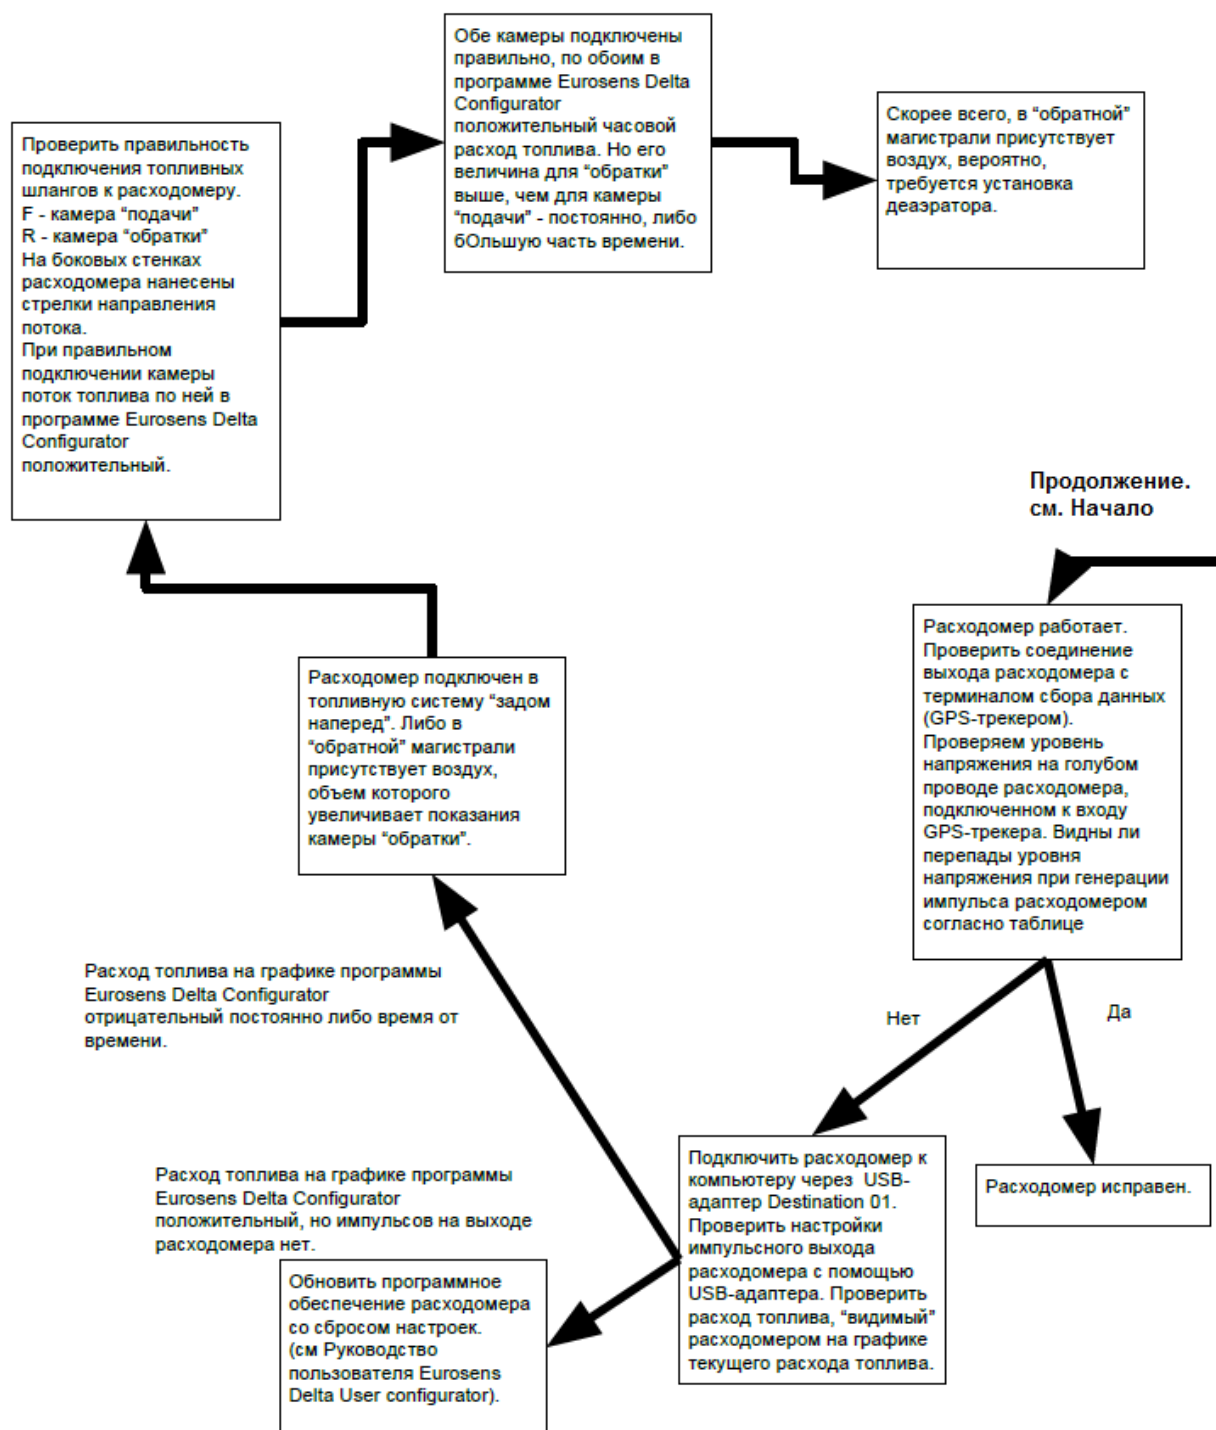 Обе камеры подключены
правильно, по обоим в
программе Eurosens Delta
Configurator
положительный часовой
расход топлива. Но его
величина для “обратки”
выше, чем для камеры
“подачи” - постоянно, либо
бОльшую часть времени.
Скорее всего, в “обратной”
магистрали присутствует
воздух, вероятно,
требуется установка
деаэратора.
Проверить правильность
подключения топливных
шлангов к расходомеру.
F - камера “подачи”
R - камера “обратки”
На боковых стенках
расходомера нанесены
стрелки направления
потока.
При правильном
подключении камеры
поток топлива по ней в
программе Eurosens Delta
Configurator
положительный.
Продолжение.
см. Начало
Расходомер работает.
Проверить соединение
выхода расходомера с
терминалом сбора данных
(GPS-трекером).
Проверяем уровень
напряжения на голубом
проводе расходомера,
подключенном к входу
GPS-трекера. Видны ли
перепады уровня
напряжения при генерации
импульса расходомером
согласно таблице
Расходомер подключен в
топливную систему “задом
наперед”. Либо в
“обратной” магистрали
присутствует воздух,
объем которого
увеличивает показания
камеры “обратки”.
Расход топлива на графике программы
Eurosens Delta Configurator
отрицательный постоянно либо время от
времени.
Нет
Да
Расход топлива на графике программы
Eurosens Delta Configurator
положительный, но импульсов на выходе
расходомера нет.
Подключить расходомер к
компьютеру через USB-
адаптер Destination 01.
Проверить настройки
импульсного выхода
расходомера с помощью
USB-адаптера. Проверить
расход топлива, “видимый”
расходомером на графике
текущего расхода топлива.
Расходомер исправен.
Обновить программное
обеспечение расходомера
со сбросом настроек.
(см Руководство
пользователя Eurosens
Delta User configurator).